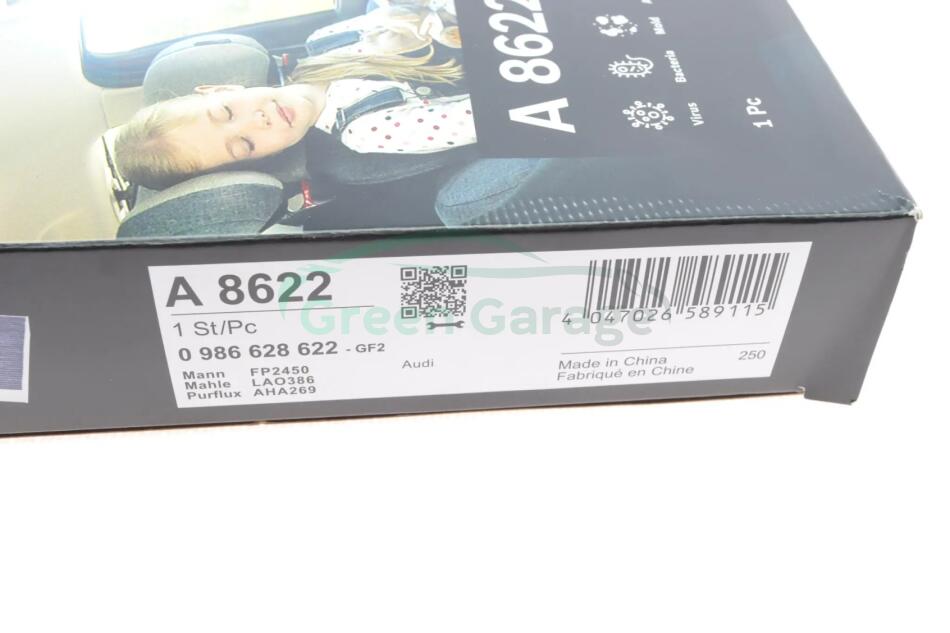 A 8622
Mold
Bacteria
Virus
1 Pc
A 8622
1 St/Pc
0 986 628 622 - GF2
Mann FP2450
Mahle LAO386
Purflux AHA269
Audi
4 047026 589115
Made in China
Fabriqué en Chine
250
Green Garage